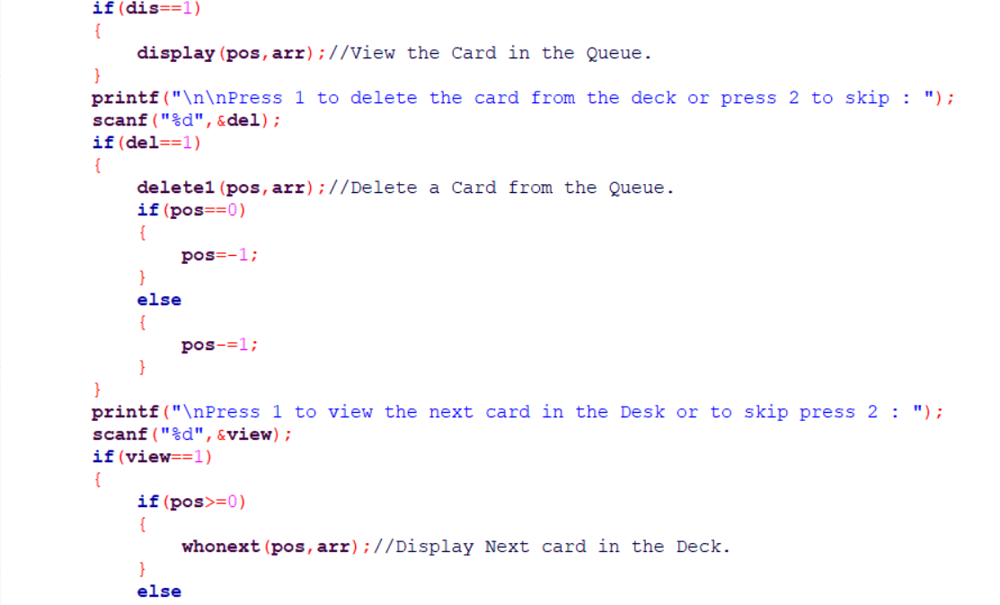 if(dis==1)
{
display(pos,arr);//View the Card in the Queue.
}
printf("\n\nPress 1 to delete the card from the deck or press 2 to skip : ");
scanf("%d",&del);
if(del==1)
{
delete1(pos,arr);//Delete a Card from the Queue.
if(pos==0)
{
pos=-1;
}
else
{
pos-=1;
}
}
printf("\nPress 1 to view the next card in the Desk or to skip press 2 : ");
scanf("%d",&view);
if(view==1)
{
if(pos>=0)
{
whonext(pos,arr);//Display Next card in the Deck.
}
else